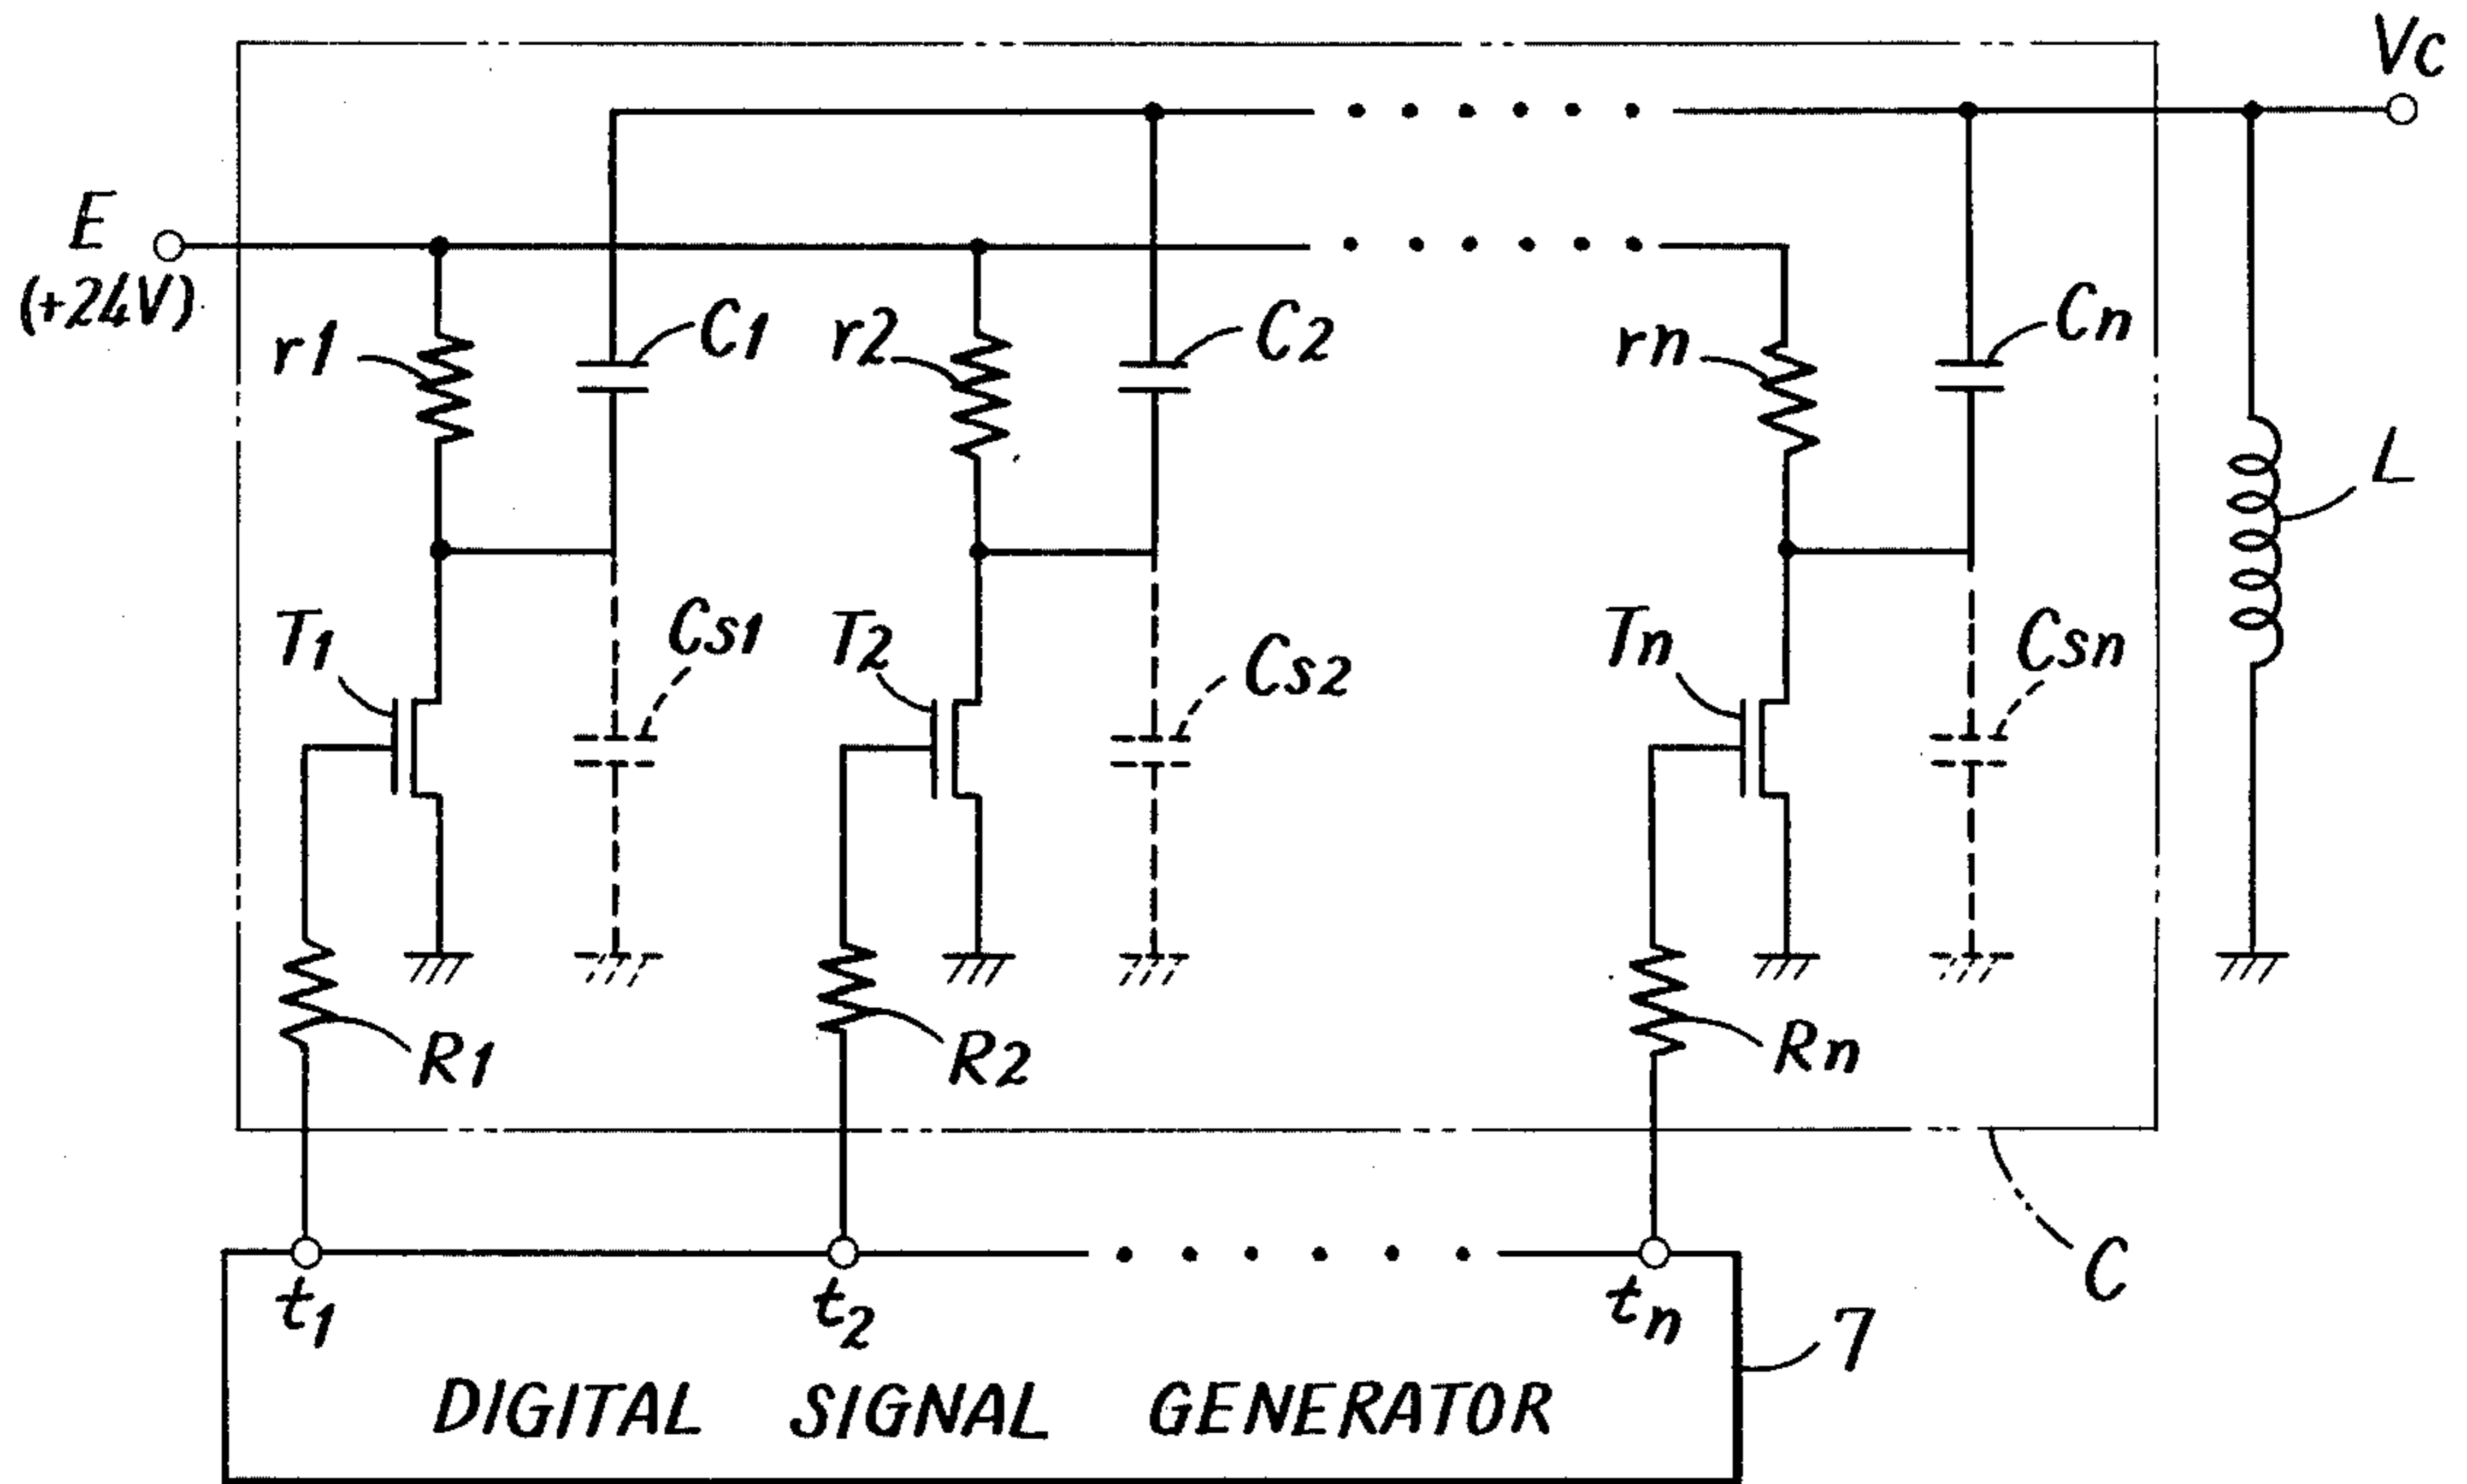 Vc
E
(+24V)
r1
C1
r2
C2
rn
Cn
L
T1
Cs1
T2
Cs2
Tn
Csn
R1
R2
Rn
C
t1
t2
tn
7
DIGITAL SIGNAL GENERATOR